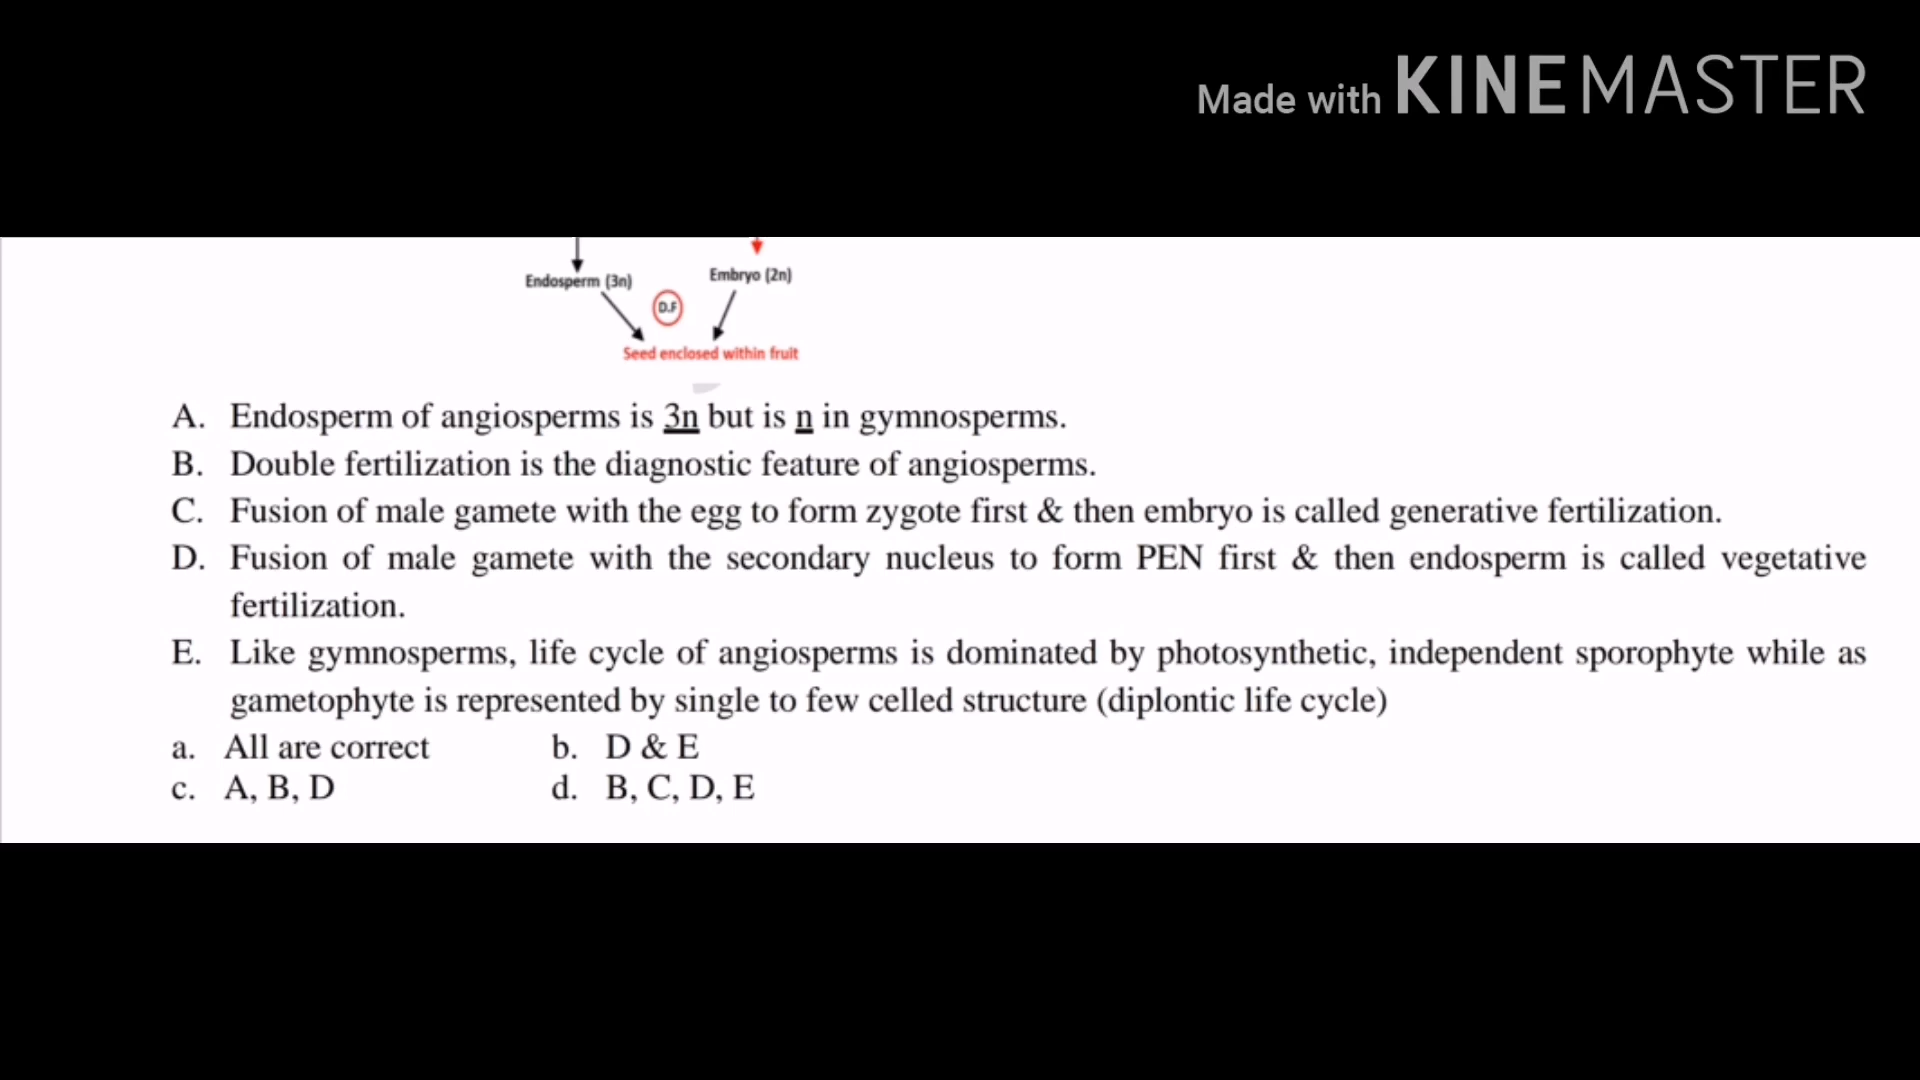 Made with KINEMASTER
Endosperm (3n)
Embryo (2n)
D.F
Seed enclosed within fruit
A. Endosperm of angiosperms is 3n but is n in gymnosperms.
B. Double fertilization is the diagnostic feature of angiosperms.
C. Fusion of male gamete with the egg to form zygote first & then embryo is called generative fertilization.
D. Fusion of male gamete with the secondary nucleus to form PEN first & then endosperm is called vegetative
fertilization.
E. Like gymnosperms, life cycle of angiosperms is dominated by photosynthetic, independent sporophyte while as
gametophyte is represented by single to few celled structure (diplontic life cycle)
a. All are correct b. D & E
c. A, B, D d. B, C, D, E